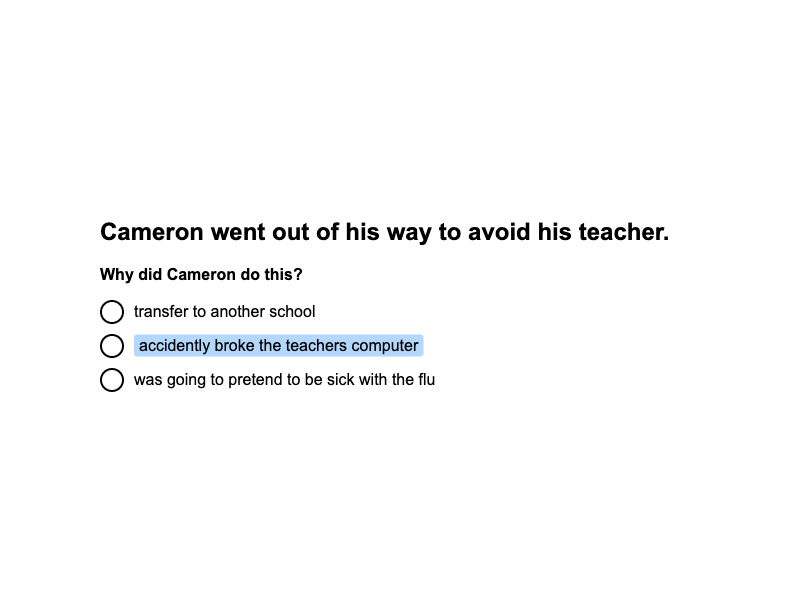 Cameron went out of his way to avoid his teacher.
Why did Cameron do this?
transfer to another school
accidently broke the teachers computer
was going to pretend to be sick with the flu